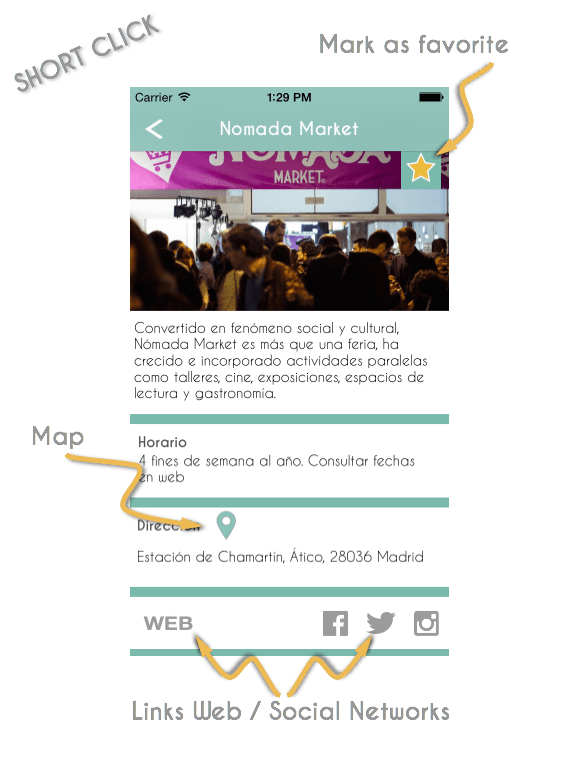 SHORT CLICK
Mark as favorite
Carrier 1:29 PM
Nomada Market
NOMADA
MARKET
Convertido en fenómeno social y cultural,
Nómada Market es más que una feria, ha
crecido e incorporado actividades paralelas
como talleres, cine, exposiciones, espacios de
lectura y gastronomía.
Map
Horario
4 fines de semana al año. Consultar fechas
en web
Dirección
Estación de Chamartín, Ático, 28036 Madrid
WEB
Links Web / Social Networks